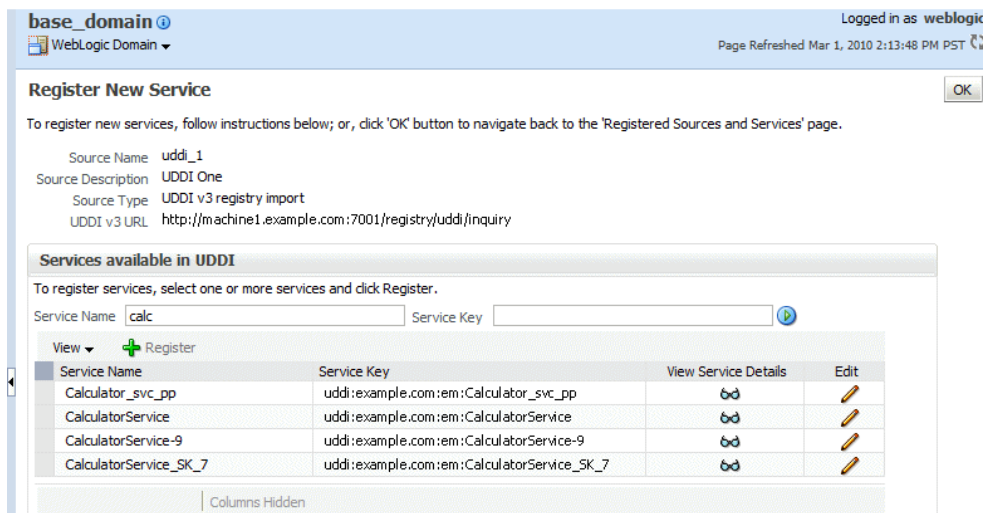 base_domain
Logged in as weblogic
WebLogic Domain
Page Refreshed Mar 1, 2010 2:13:48 PM PST
Register New Service
OK
To register new services, follow instructions below; or, click 'OK' button to navigate back to the 'Registered Sources and Services' page.
Source Name uddi_1
Source Description UDDI One
Source Type UDDI v3 registry import
UDDI v3 URL http://machine1.example.com:7001/registry/uddi/inquiry
Services available in UDDI
To register services, select one or more services and click Register.
Service Name calc Service Key
View Register
Service Name Service Key View Service Details Edit
Calculator_svc_pp uddi:example.com:em:Calculator_svc_pp
CalculatorService uddi:example.com:em:CalculatorService
CalculatorService-9 uddi:example.com:em:CalculatorService-9
CalculatorService_SK_7 uddi:example.com:em:CalculatorService_SK_7
Columns Hidden